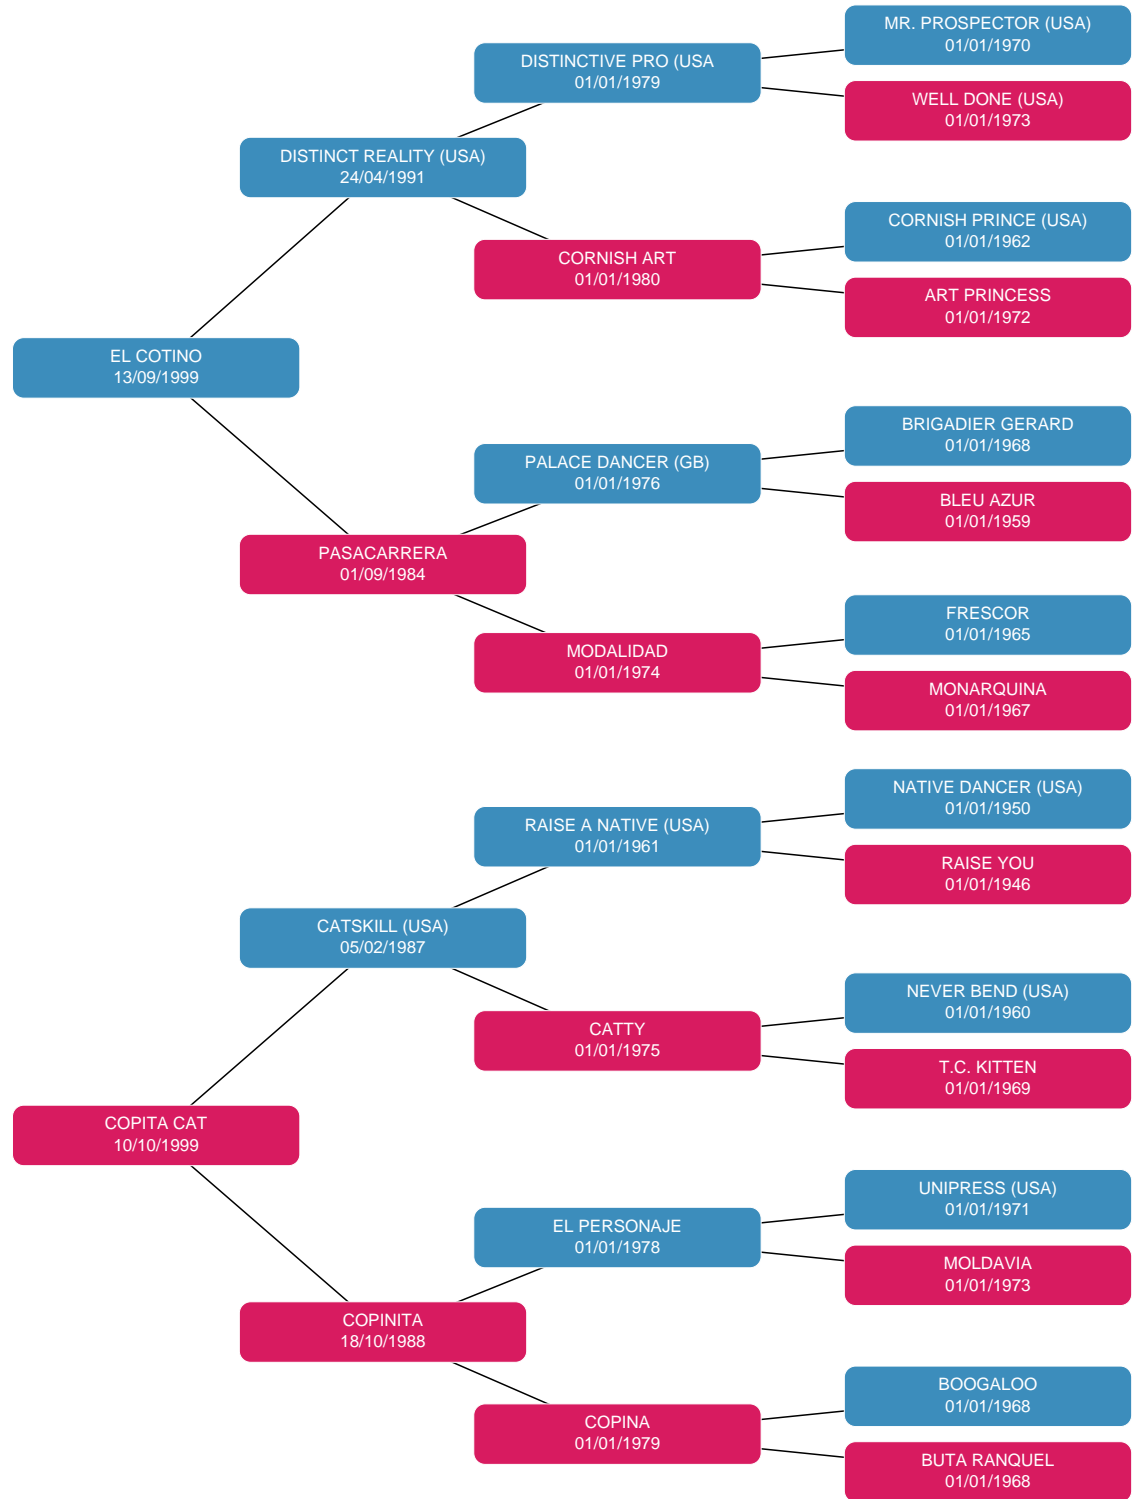 MR. PROSPECTOR (USA)
01/01/1970
DISTINCTIVE PRO (USA
01/01/1979
WELL DONE (USA)
01/01/1973
DISTINCT REALITY (USA)
24/04/1991
CORNISH PRINCE (USA)
01/01/1962
CORNISH ART
01/01/1980
ART PRINCESS
01/01/1972
EL COTINO
13/09/1999
BRIGADIER GERARD
01/01/1968
PALACE DANCER (GB)
01/01/1976
BLEU AZUR
01/01/1959
PASACARRERA
01/09/1984
FRESCOR
01/01/1965
MODALIDAD
01/01/1974
MONARQUINA
01/01/1967
NATIVE DANCER (USA)
01/01/1950
RAISE A NATIVE (USA)
01/01/1961
RAISE YOU
01/01/1946
CATSKILL (USA)
05/02/1987
NEVER BEND (USA)
01/01/1960
CATTY
01/01/1975
T.C. KITTEN
01/01/1969
COPITA CAT
10/10/1999
UNIPRESS (USA)
01/01/1971
EL PERSONAJE
01/01/1978
MOLDAVIA
01/01/1973
COPINITA
18/10/1988
BOOGALOO
01/01/1968
COPINA
01/01/1979
BUTA RANQUEL
01/01/1968